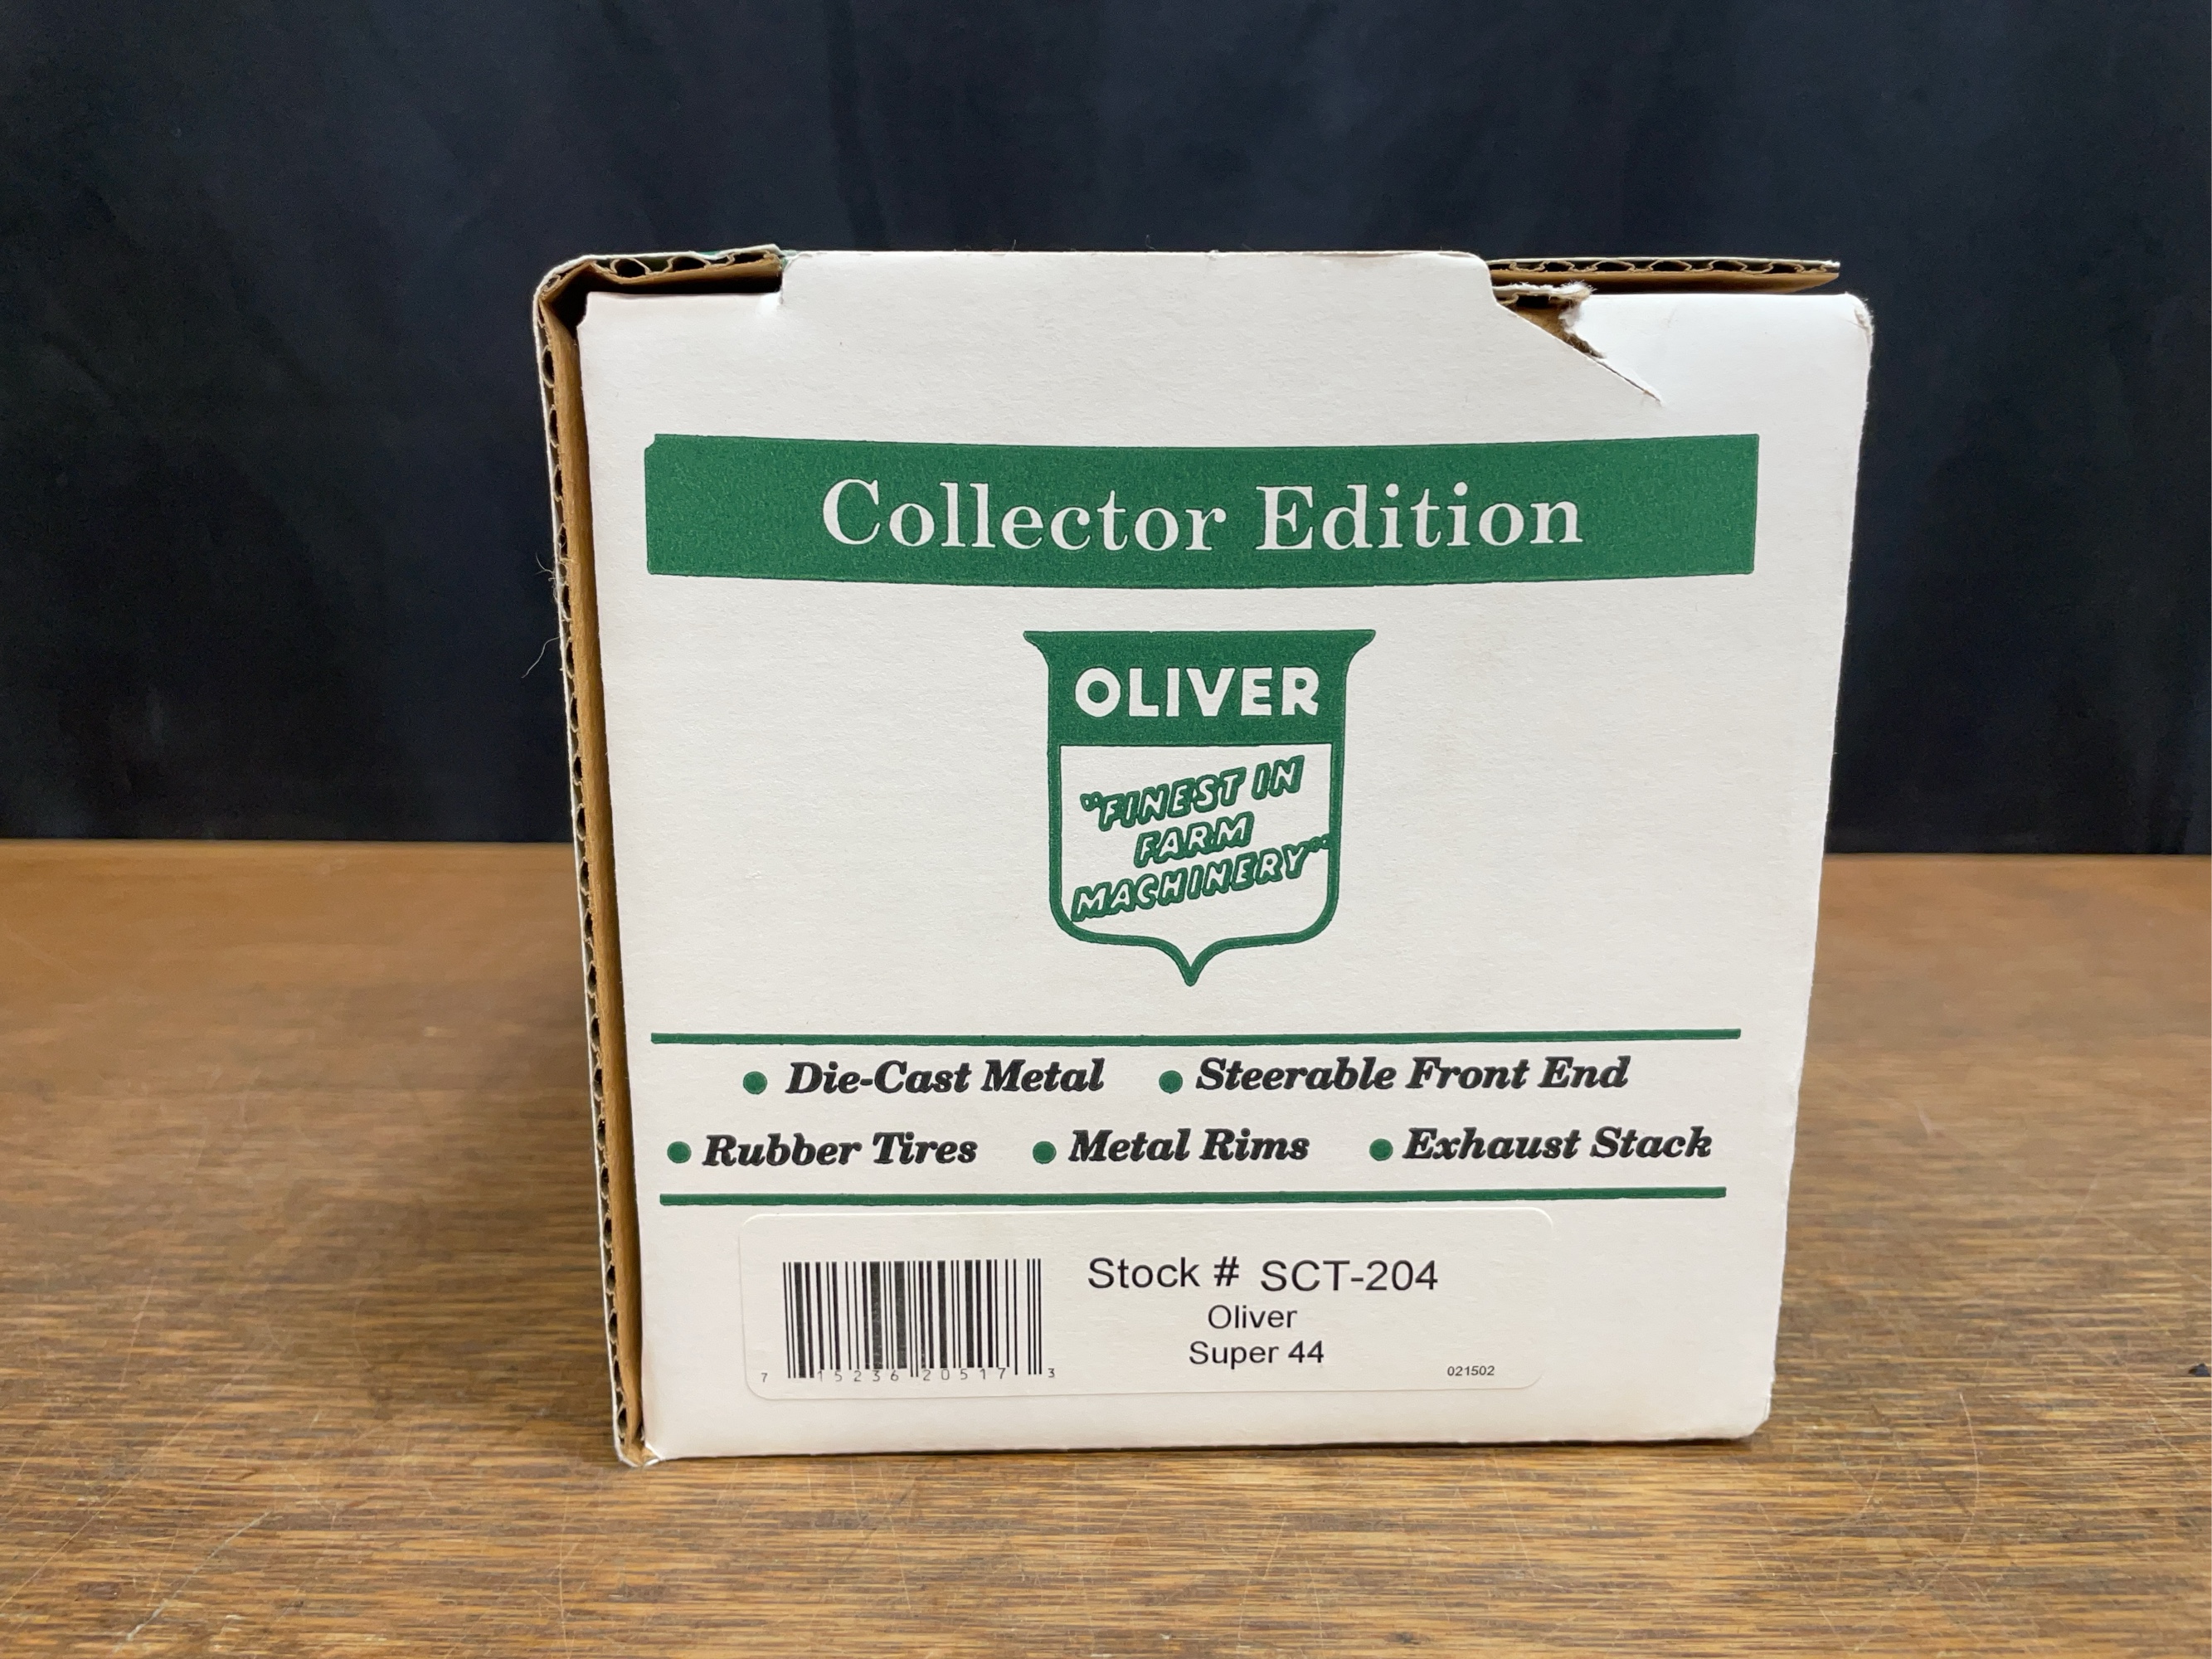 Collector Edition
OLIVER
"FINEST IN
FARM
MACHINERY"
• Die-Cast Metal • Steerable Front End
• Rubber Tires • Metal Rims • Exhaust Stack
Stock # SCT-204
Oliver
Super 44
021502
7 15236 20517 3